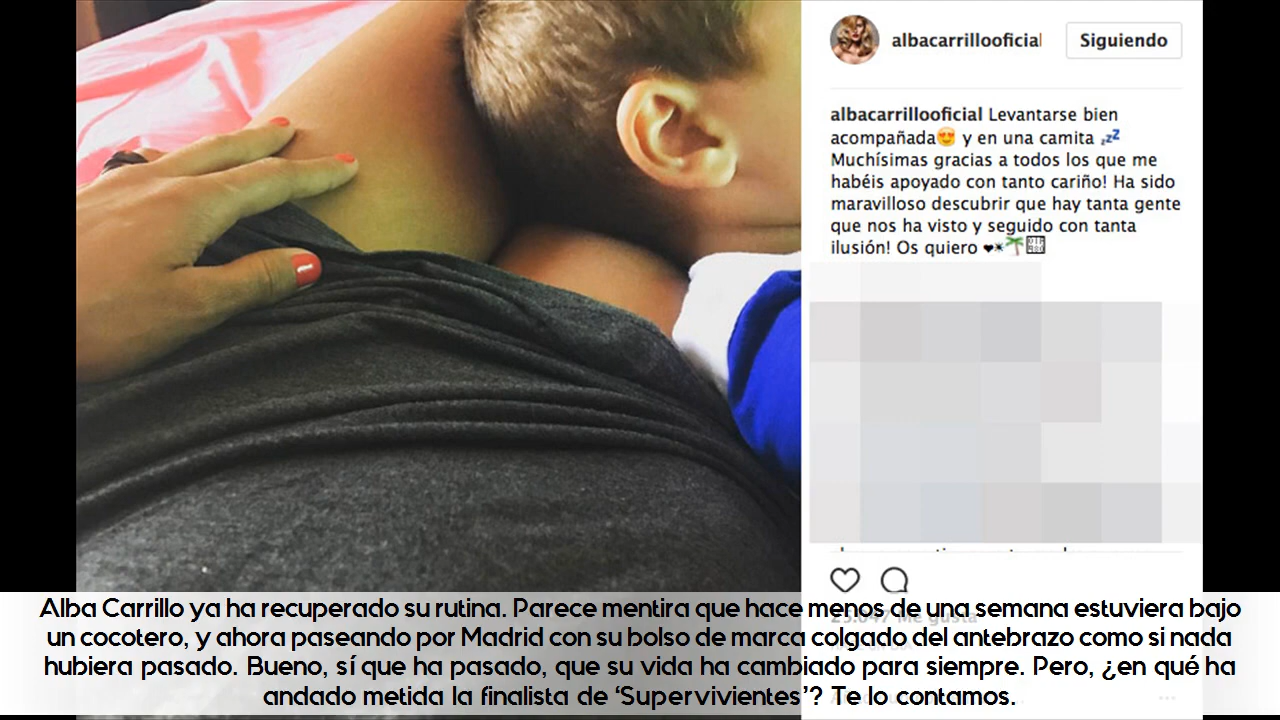 albacarrillooficial
Siguiendo
albacarrillooficial Levantarse bien
acompañada😍 y en una camita 💤
Muchísimas gracias a todos los que me
habéis apoyado con tanto cariño! Ha sido
maravilloso descubrir que hay tanta gente
que nos ha visto y seguido con tanta
ilusión! Os quiero ❤☀🌴
Me gusta
Alba Carrillo ya ha recuperado su rutina. Parece mentira que hace menos de una semana estuviera bajo
un cocotero, y ahora paseando por Madrid con su bolso de marca colgado del antebrazo como si nada
hubiera pasado. Bueno, sí que ha pasado, que su vida ha cambiado para siempre. Pero, ¿en qué ha
andado metida la finalista de ‘Supervivientes’? Te lo contamos.